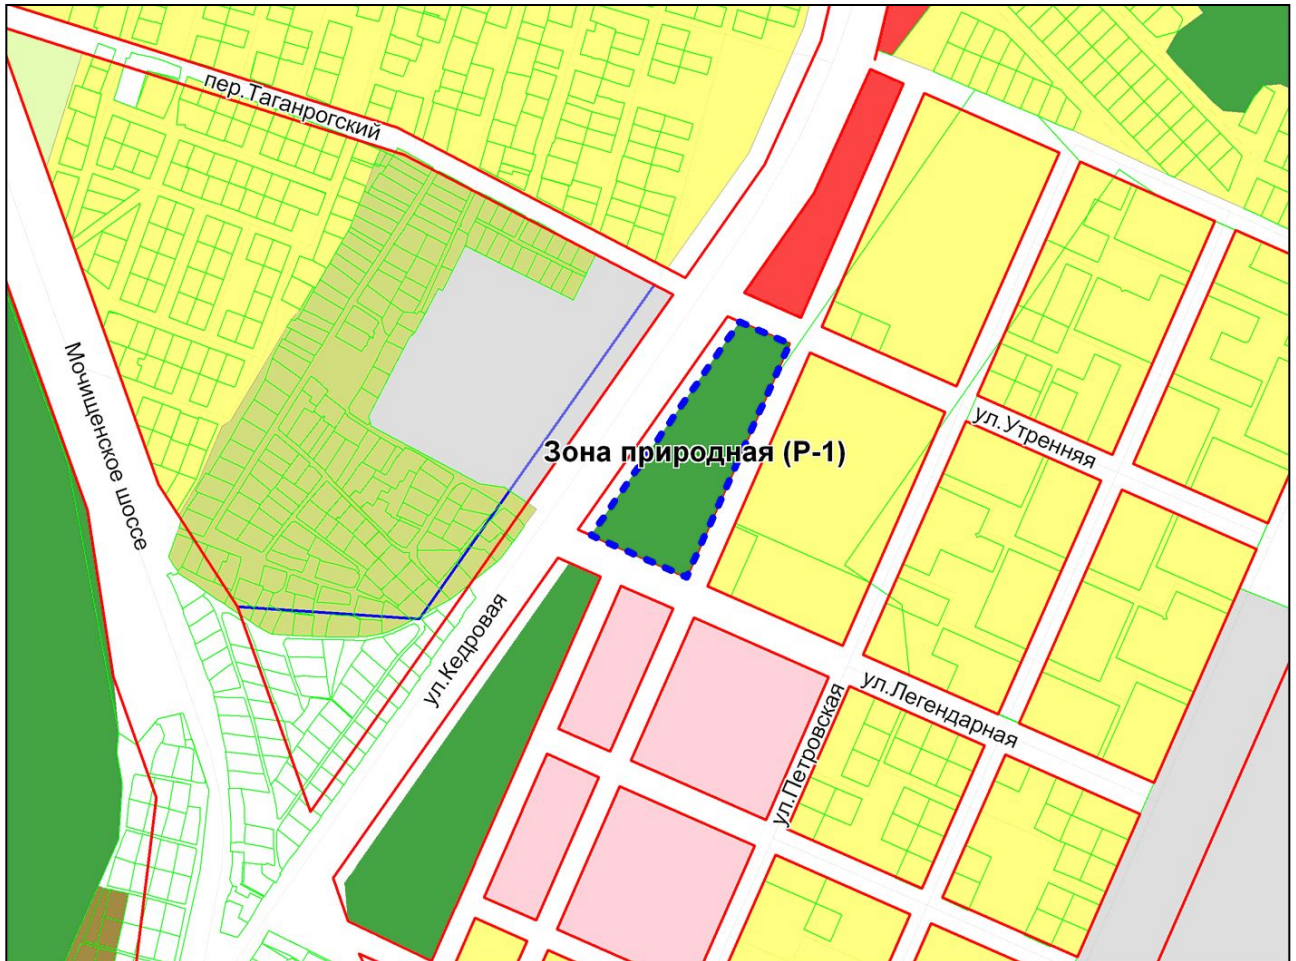 пер.Таганрогский
Мочищенское шоссе
Зона природная (Р-1)
ул.Утренняя
ул.Кедровая
ул.Легендарная
ул.Петровская